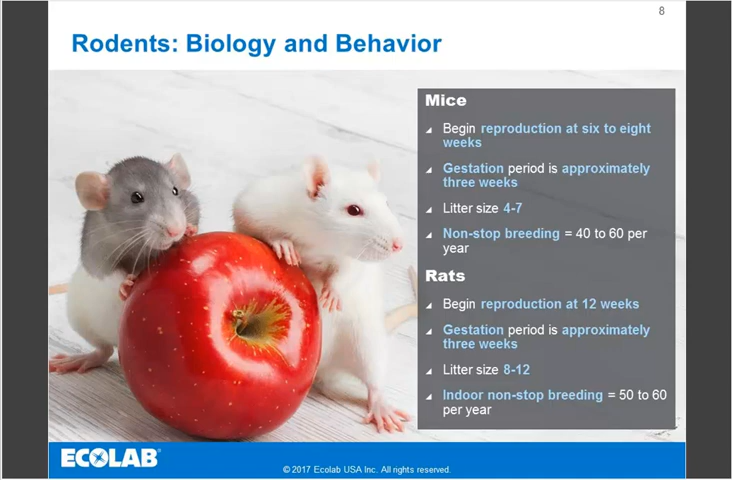 8
Rodents: Biology and Behavior
Mice
Begin reproduction at six to eight
weeks
Gestation period is approximately
three weeks
Litter size 4-7
Non-stop breeding = 40 to 60 per
year
Rats
Begin reproduction at 12 weeks
Gestation period is approximately
three weeks
Litter size 8-12
Indoor non-stop breeding = 50 to 60
per year
ECOLAB®
© 2017 Ecolab USA Inc. All rights reserved.